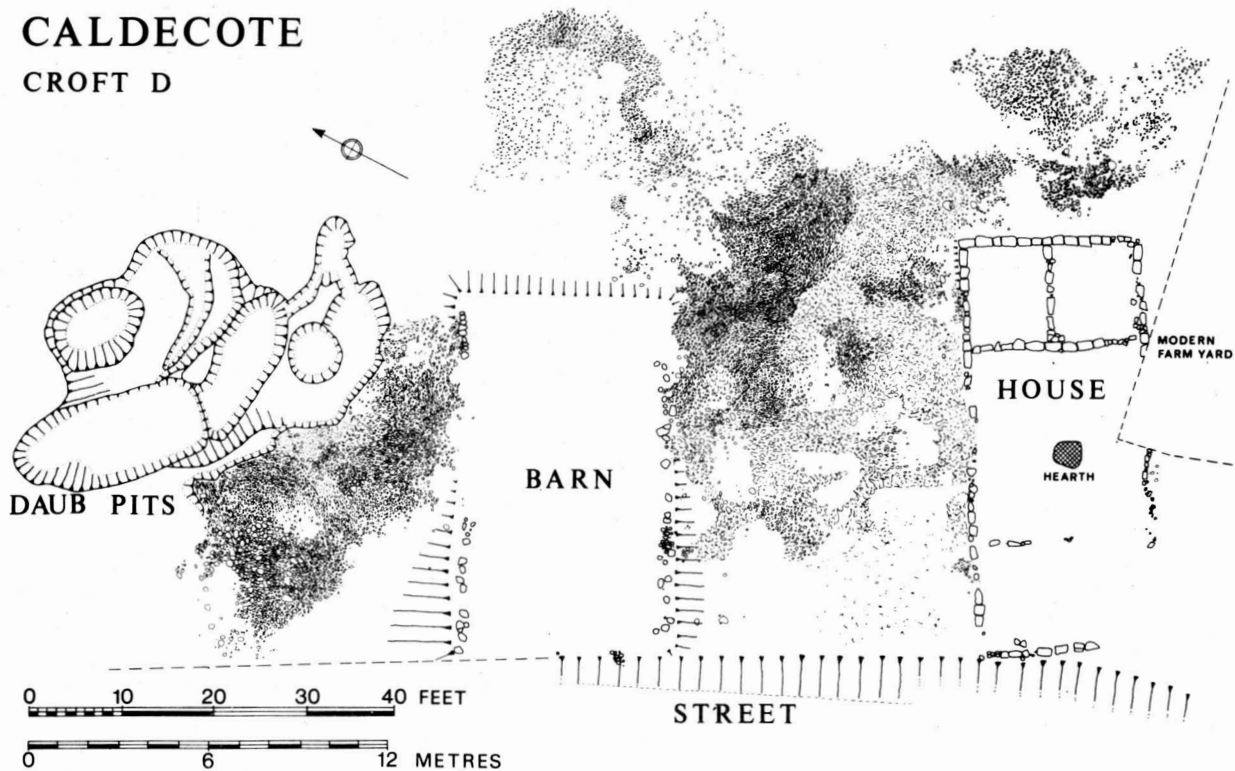 CALDECOTE
CROFT D
MODERN
FARM YARD
HOUSE
HEARTH
BARN
DAUB PITS
STREET
0 10 20 30 40 FEET
0 6 12 METRES